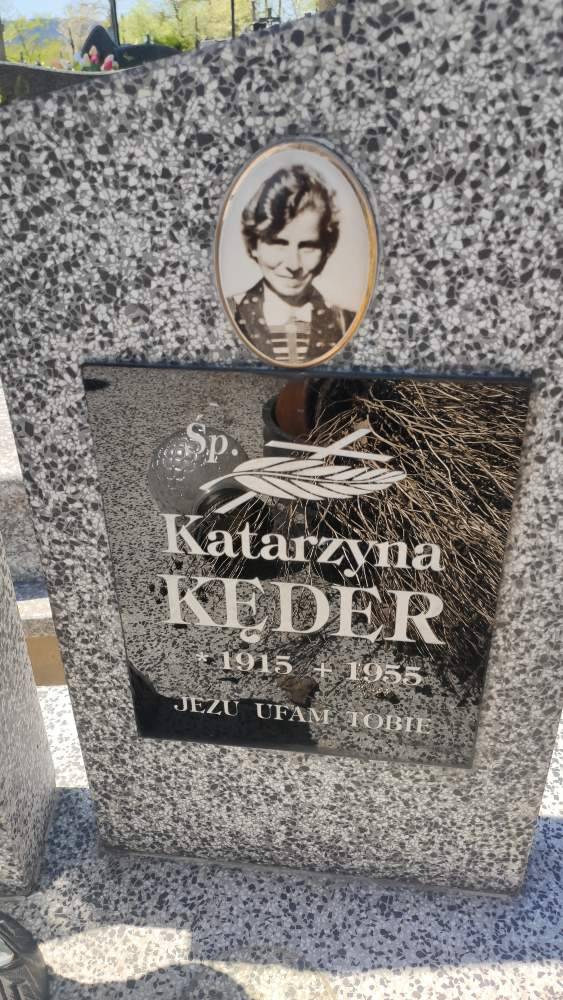 Śp.
Katarzyna
KĘDER
* 1915 + 1955
JEZU UFAM TOBIE